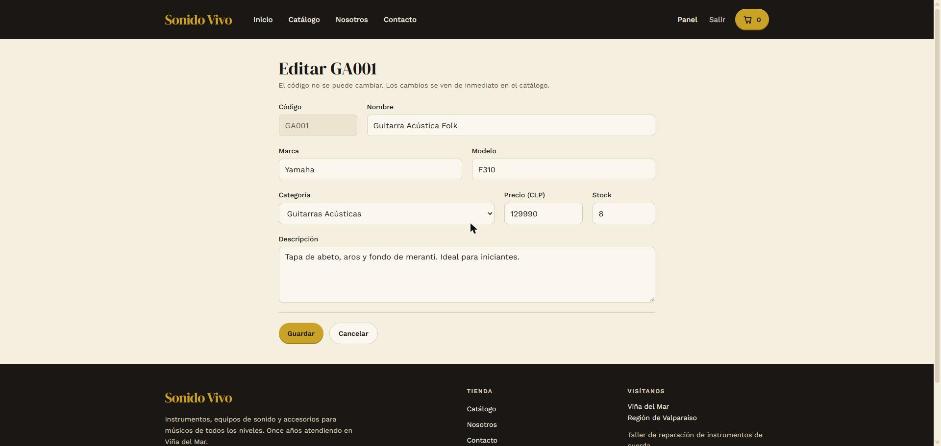 Sonido Vivo Inicio Catálogo Nosotros Contacto Panel Salir 0
Editar GA001
El código no se puede cambiar. Los cambios se ven de inmediato en el catálogo.
Código Nombre
GA001 Guitarra Acústica Folk
Marca Modelo
Yamaha F310
Categoría Precio (CLP) Stock
Guitarras Acústicas 129990 8
Descripción
Tapa de abeto, aros y fondo de meranti. Ideal para iniciantes.
Guardar Cancelar
Sonido Vivo
Instrumentos, equipos de sonido y accesorios para
músicos de todos los niveles. Once años atendiendo en
Viña del Mar.
TIENDA
Catálogo
Nosotros
Contacto
VISÍTANOS
Viña del Mar
Región de Valparaíso
Taller de reparación de instrumentos de
cuerda